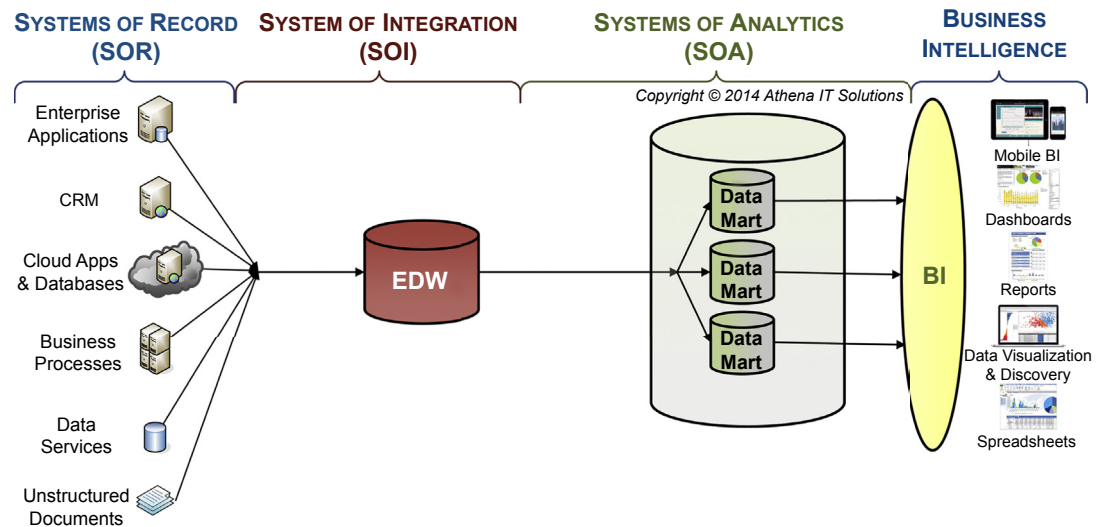 SYSTEMS OF RECORD
(SOR)
SYSTEM OF INTEGRATION
(SOI)
SYSTEMS OF ANALYTICS
(SOA)
BUSINESS
INTELLIGENCE
Copyright © 2014 Athena IT Solutions
Enterprise
Applications
CRM
Cloud Apps
& Databases
Business
Processes
Data
Services
Unstructured
Documents
EDW
Data
Mart
Data
Mart
Data
Mart
BI
Mobile BI
Dashboards
Reports
Data Visualization
& Discovery
Spreadsheets